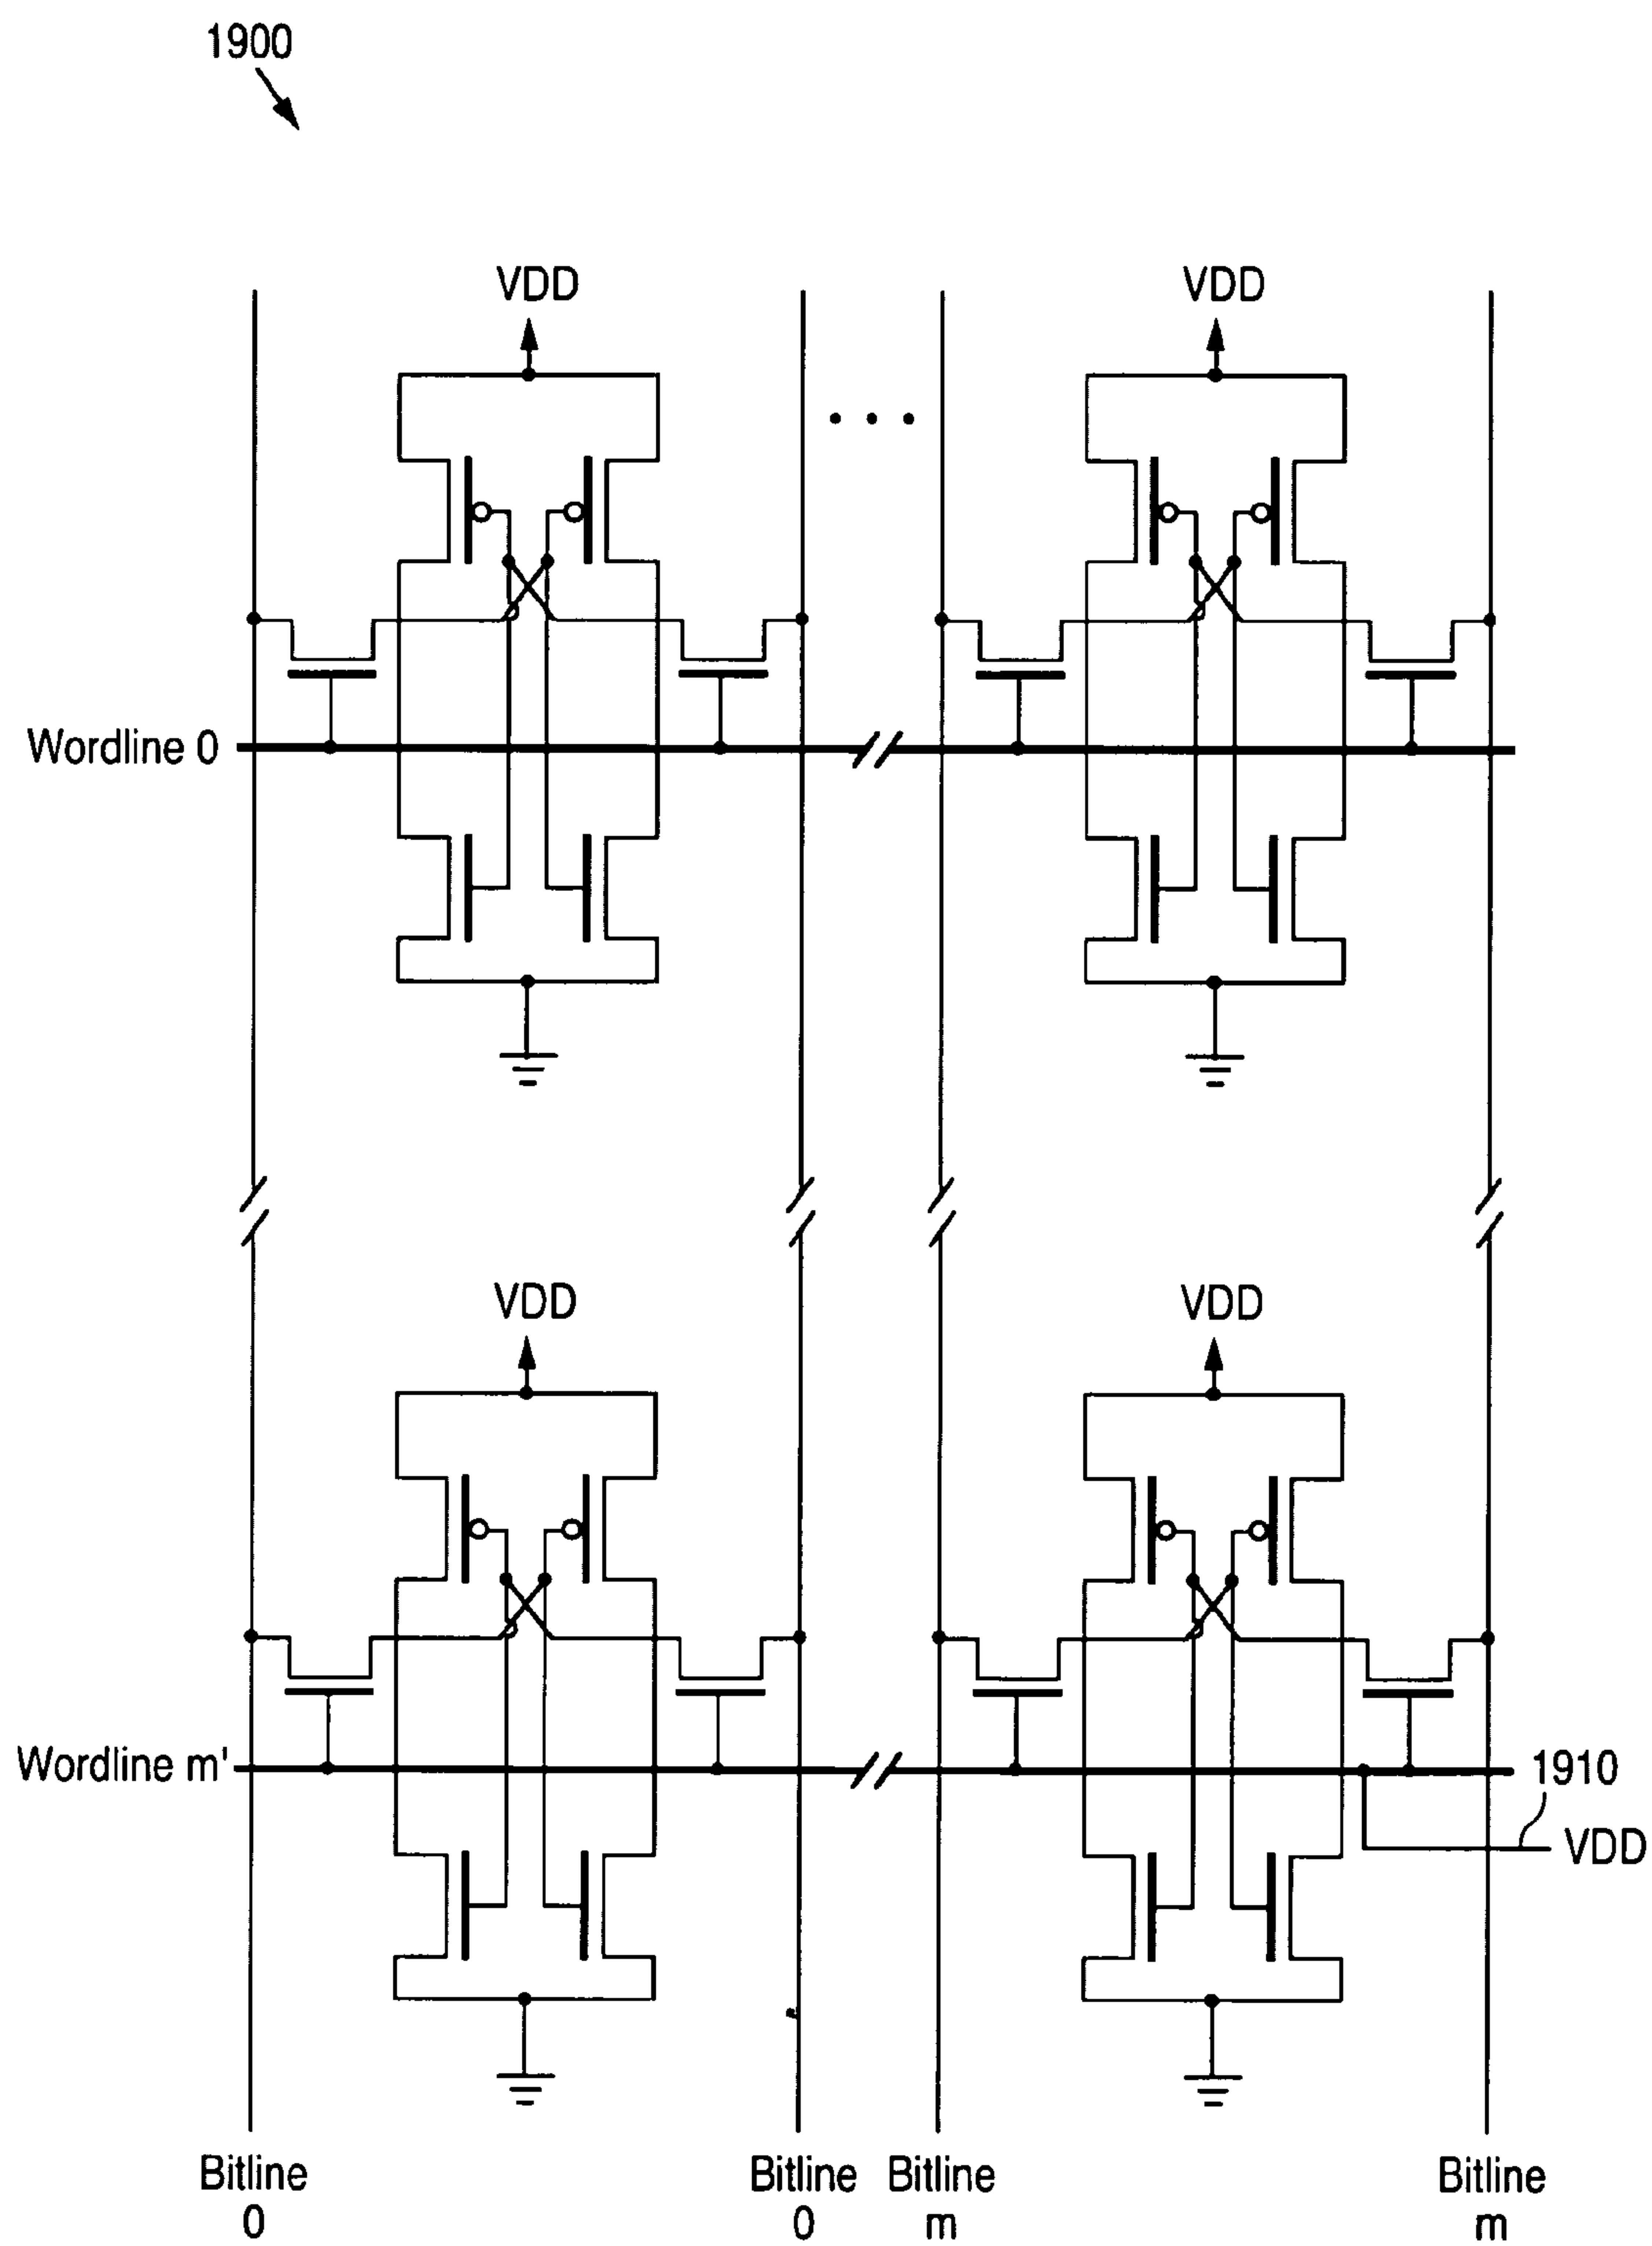 1900
VDD VDD
Wordline 0
VDD VDD
Wordline m'
1910
VDD
Bitline Bitline Bitline Bitline
0 0 m m